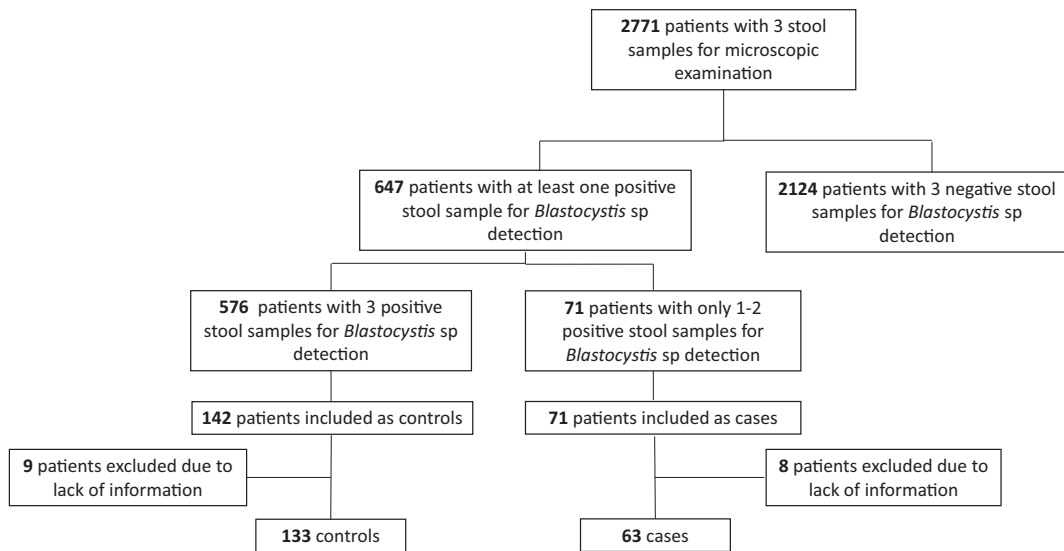 2771 patients with 3 stool
samples for microscopic
examination
647 patients with at least one positive
stool sample for Blastocystis sp
detection
2124 patients with 3 negative stool
samples for Blastocystis sp
detection
576 patients with 3 positive
stool samples for Blastocystis sp
detection
71 patients with only 1-2
positive stool samples for
Blastocystis sp detection
142 patients included as controls
71 patients included as cases
9 patients excluded due to
lack of information
8 patients excluded due to
lack of information
133 controls
63 cases